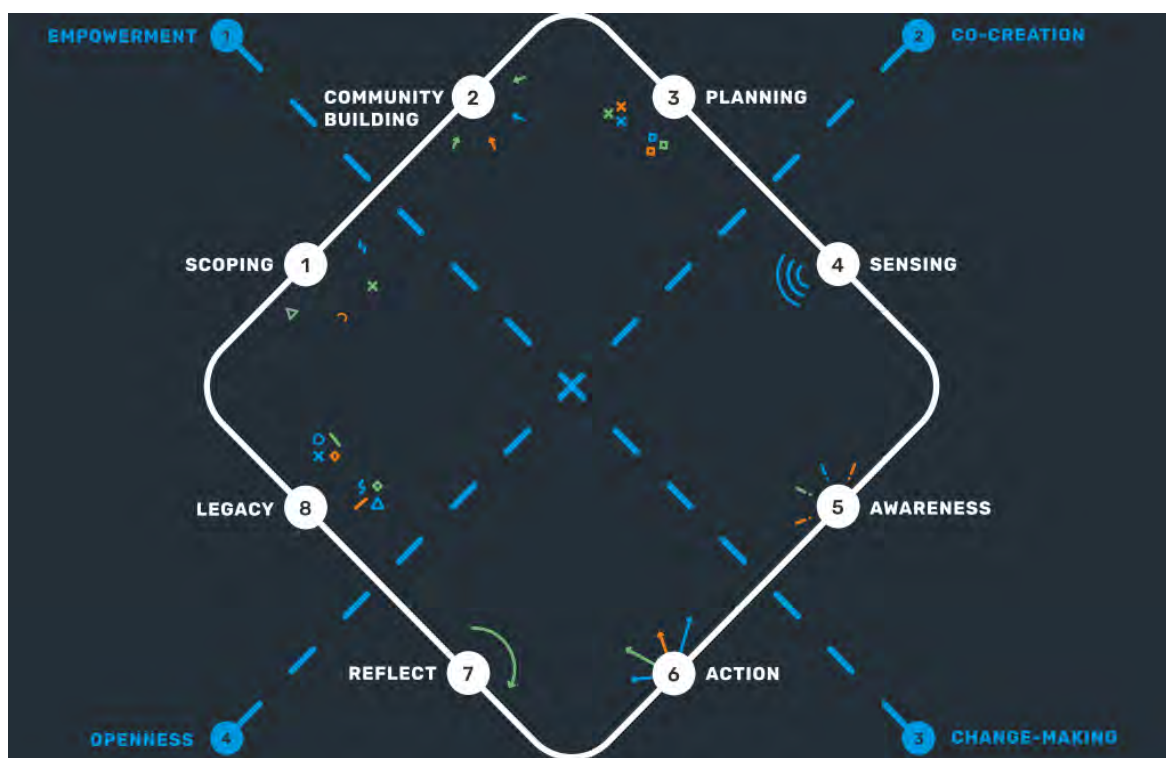 EMPOWERMENT 1
2 CO-CREATION
COMMUNITY
BUILDING
2
3 PLANNING
SCOPING 1
4 SENSING
LEGACY 8
5 AWARENESS
REFLECT 7
6 ACTION
OPENNESS 4
3 CHANGE-MAKING